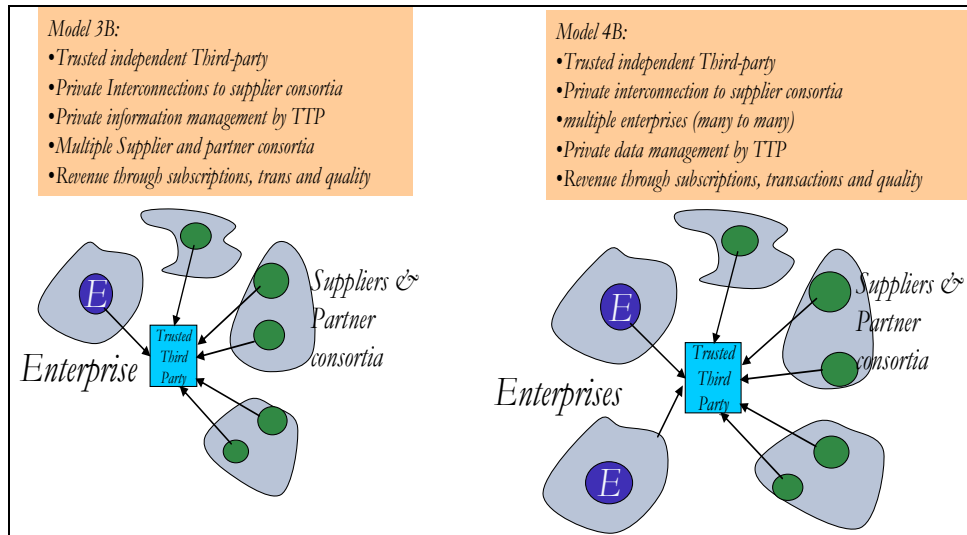 Model 3B:
•Trusted independent Third-party
•Private Interconnections to supplier consortia
•Private information management by TTP
•Multiple Supplier and partner consortia
•Revenue through subscriptions, trans and quality
E
Suppliers &
Partner
consortia
Trusted
Third
Party
Enterprise
Model 4B:
•Trusted independent Third-party
•Private interconnection to supplier consortia
•multiple enterprises (many to many)
•Private data management by TTP
•Revenue through subscriptions, transactions and quality
E
Suppliers &
Partner
consortia
Trusted
Third
Party
Enterprises
E